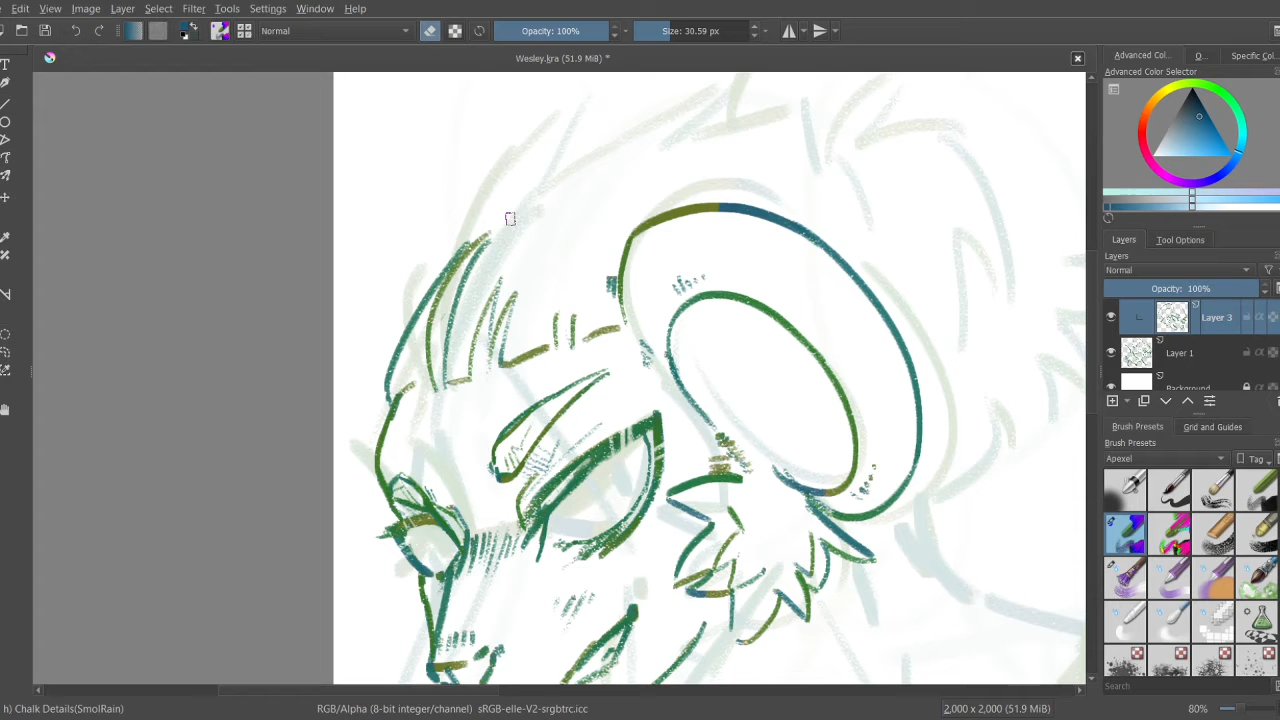 Edit View Image Layer Select Filter Tools Settings Window Help
Normal Opacity: 100% Size: 30.59 px
Wesley.kra (51.9 MiB) *
Advanced Col... O... Specific Col...
Advanced Color Selector
Layers Tool Options
Layers
Normal
Opacity: 100%
Layer 3
Layer 1
Background
Brush Presets Grid and Guides
Brush Presets
Apexel Tag
Search
h) Chalk Details(SmolRain) RGB/Alpha (8-bit integer/channel) sRGB-elle-V2-srgbtrc.icc 2,000 x 2,000 (51.9 MiB) 80%